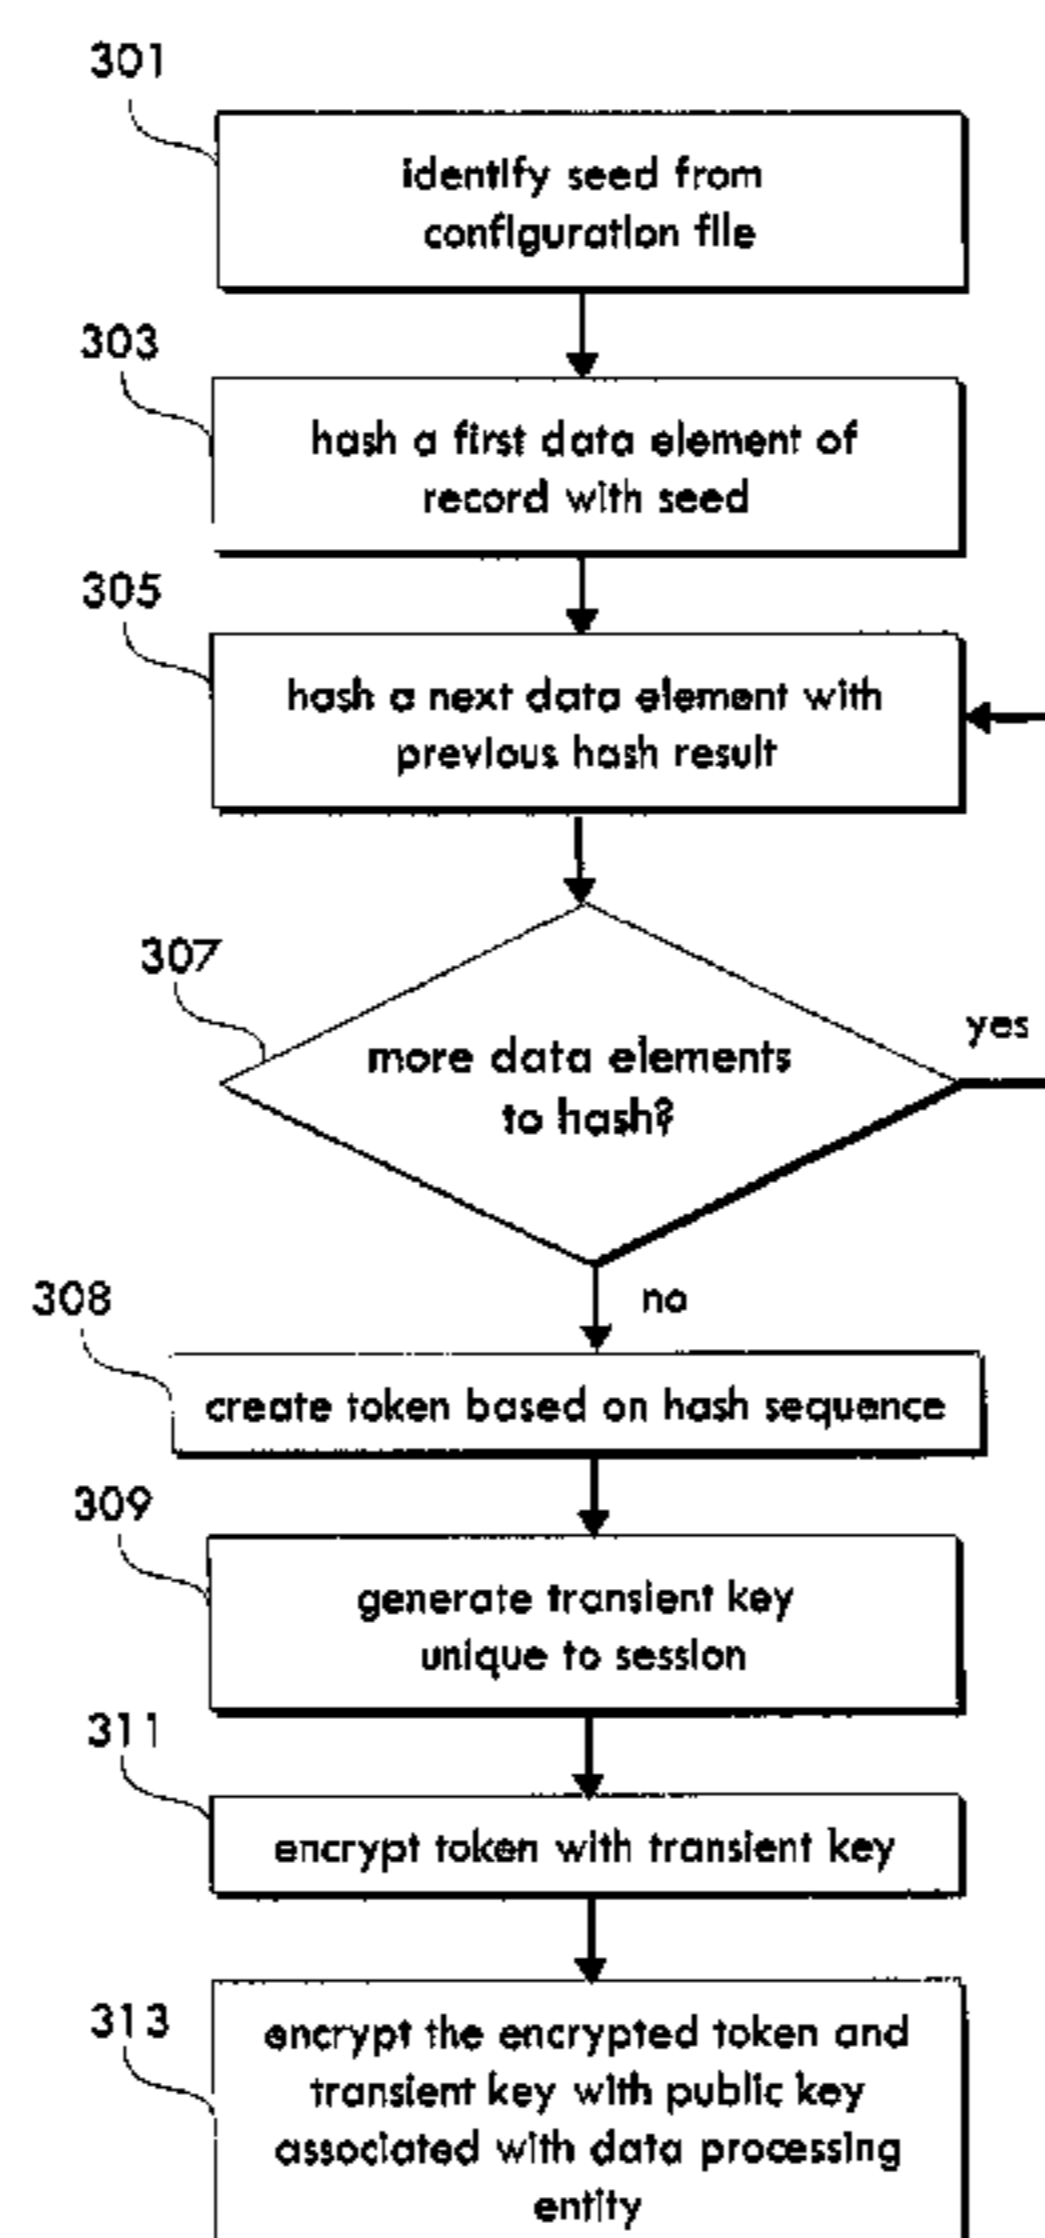 301
identify seed from
configuration file
303
hash a first data element of
record with seed
305
hash a next data element with
previous hash result
307
more data elements
to hash?
yes
no
308
create token based on hash sequence
309
generate transient key
unique to session
311
encrypt token with transient key
313
encrypt the encrypted token and
transient key with public key
associated with data processing
entity